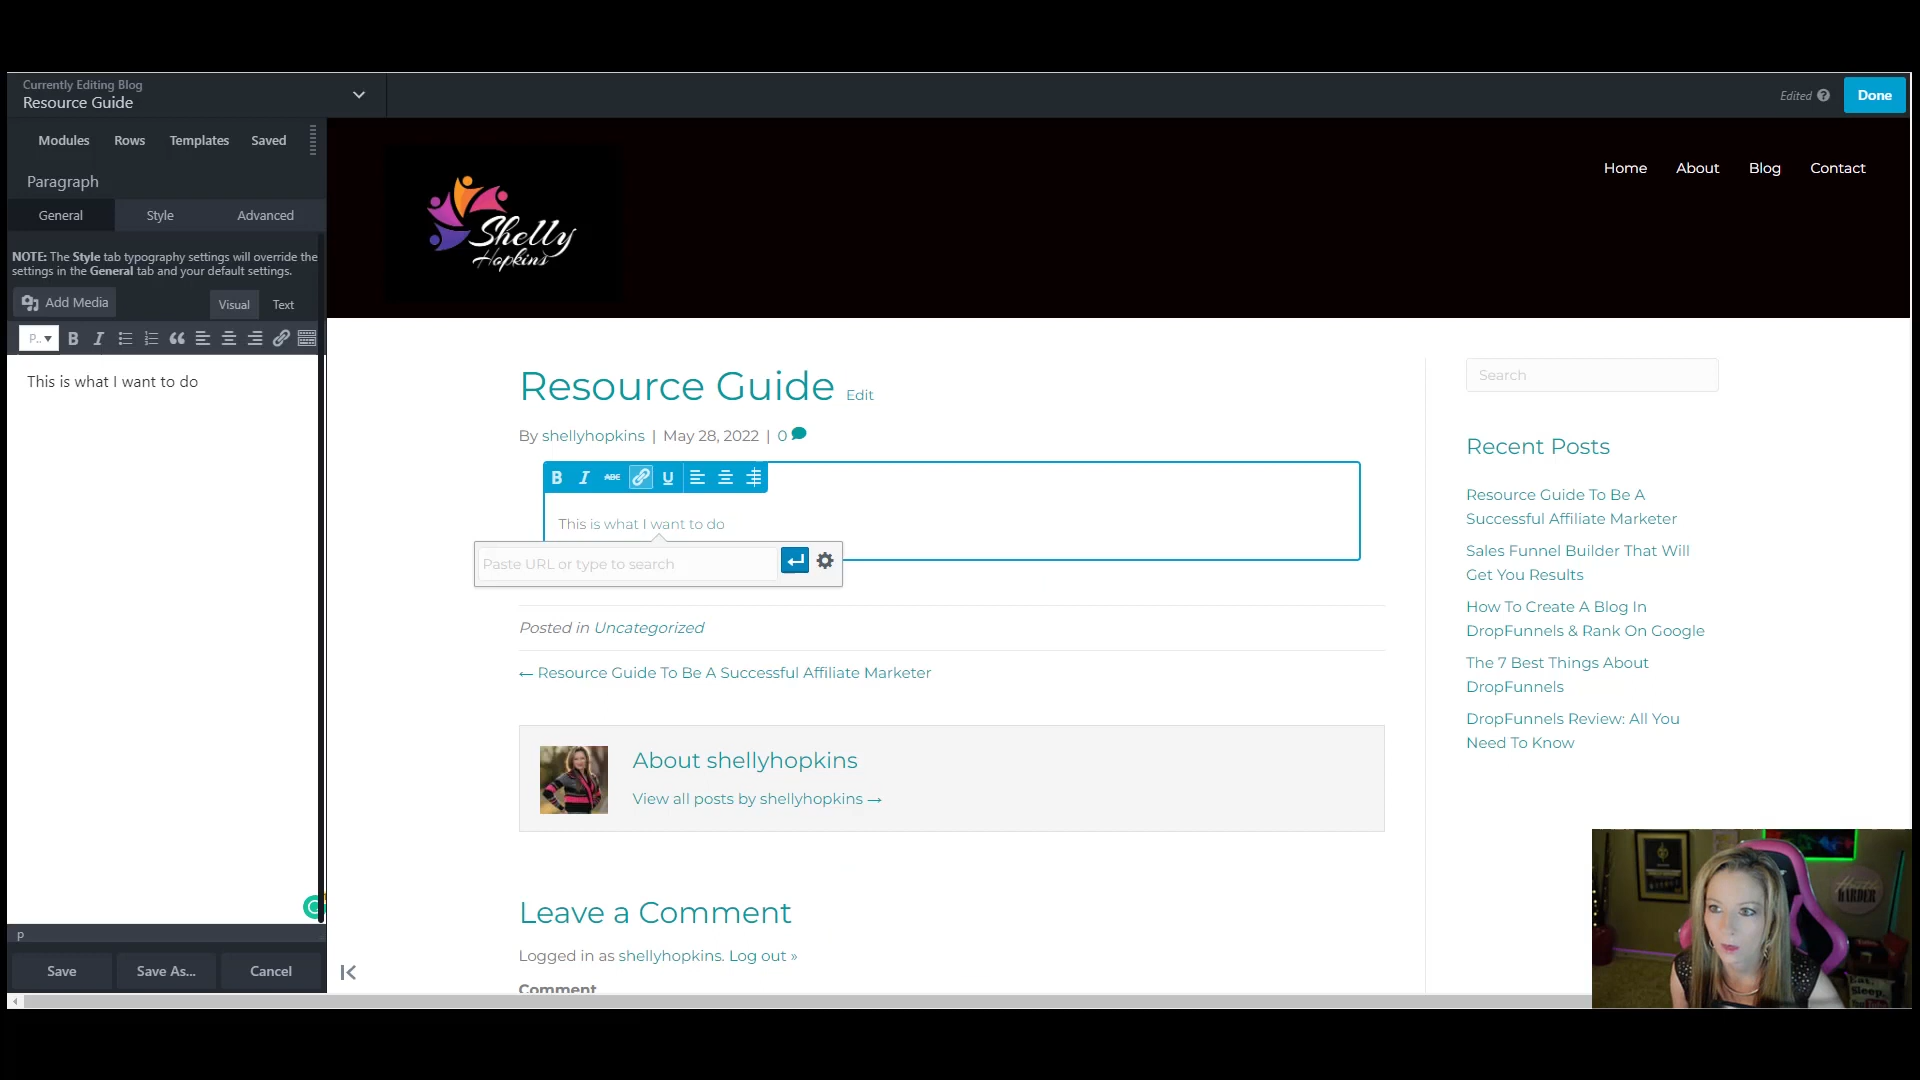 Currently Editing Blog
Resource Guide
Edited
Done
Modules Rows Templates Saved
Paragraph
General Style Advanced
NOTE: The Style tab typography settings will override the
settings in the General tab and your default settings.
Add Media
Visual Text
P..
This is what I want to do
p
Save Save As... Cancel
Shelly
Hopkins
Home About Blog Contact
Resource Guide Edit
By shellyhopkins | May 28, 2022 | 0
B I ABC U
This is what I want to do
Paste URL or type to search
Posted in Uncategorized
← Resource Guide To Be A Successful Affiliate Marketer
About shellyhopkins
View all posts by shellyhopkins →
Leave a Comment
Logged in as shellyhopkins. Log out »
Comment
Search
Recent Posts
Resource Guide To Be A
Successful Affiliate Marketer
Sales Funnel Builder That Will
Get You Results
How To Create A Blog In
DropFunnels & Rank On Google
The 7 Best Things About
DropFunnels
DropFunnels Review: All You
Need To Know
HARDER
Eat,
Sleep,